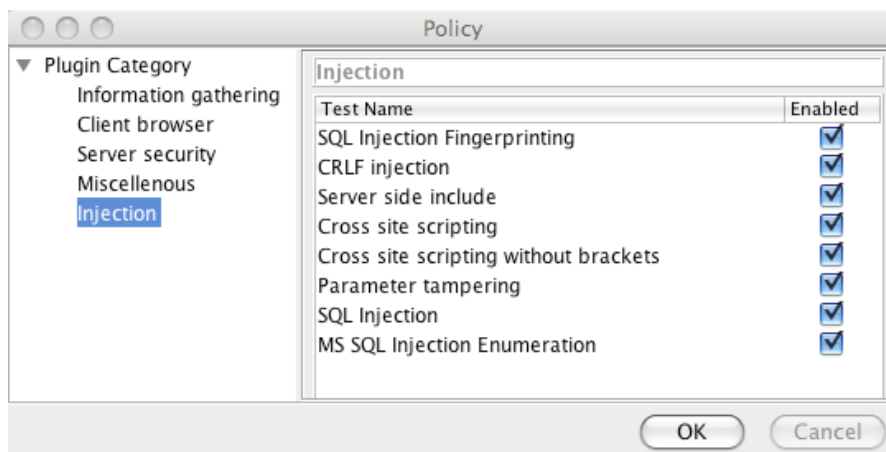 Policy
Plugin Category
Information gathering
Client browser
Server security
Miscellenous
Injection
Injection
Test Name Enabled
SQL Injection Fingerprinting
CRLF injection
Server side include
Cross site scripting
Cross site scripting without brackets
Parameter tampering
SQL Injection
MS SQL Injection Enumeration
OK Cancel